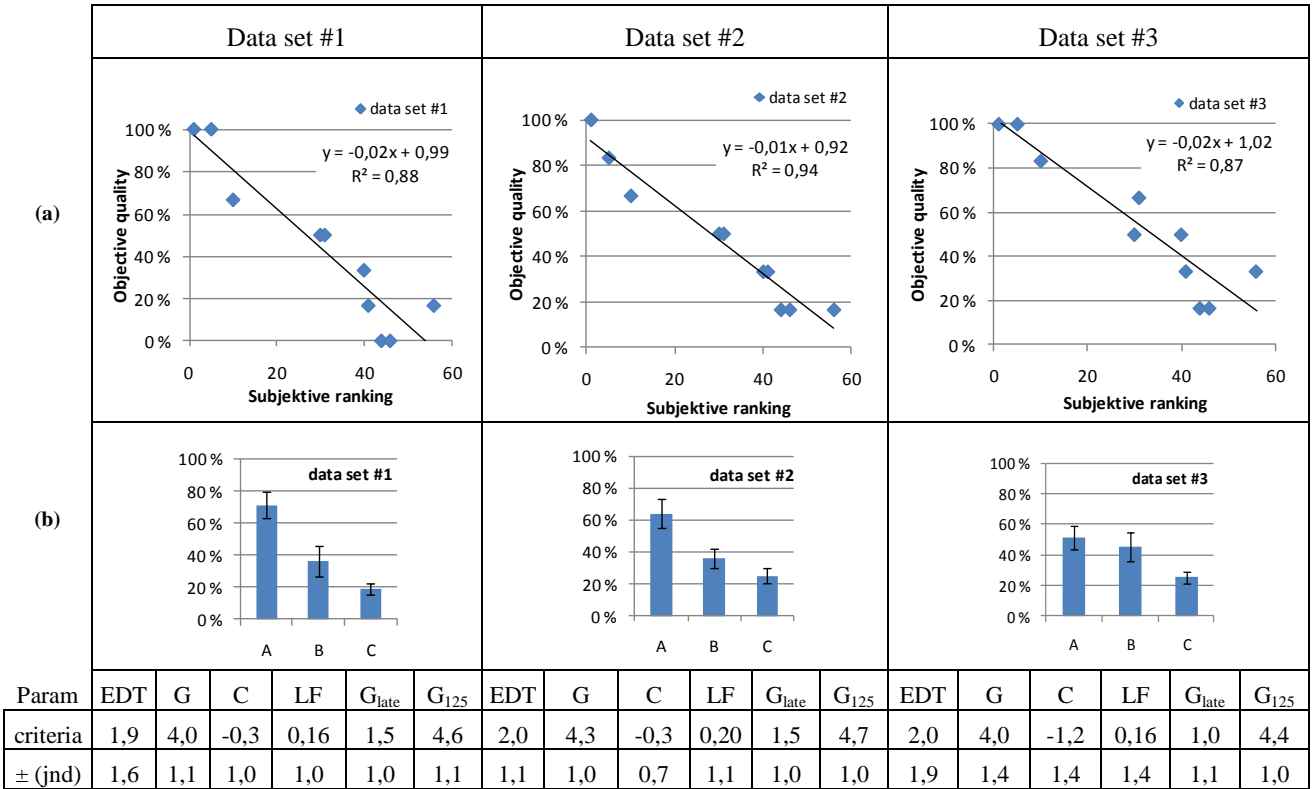 Data set #1 Data set #2 Data set #3
(a)
data set #1
100 %
80 %
60 %
40 %
20 %
0 %
y = -0,02x + 0,99
R² = 0,88
Objective quality
0 20 40 60
Subjektive ranking
data set #2
100 %
80 %
60 %
40 %
20 %
0 %
y = -0,01x + 0,92
R² = 0,94
Objective quality
0 20 40 60
Subjektive ranking
data set #3
100 %
80 %
60 %
40 %
20 %
0 %
y = -0,02x + 1,02
R² = 0,87
Objective quality
0 20 40 60
Subjektive ranking
(b)
data set #1
100 %
80 %
60 %
40 %
20 %
0 %
A B C
data set #2
100 %
80 %
60 %
40 %
20 %
0 %
A B C
data set #3
100 %
80 %
60 %
40 %
20 %
0 %
A B C
Param EDT G C LF Glate G125 EDT G C LF Glate G125 EDT G C LF Glate G125
criteria 1,9 4,0 -0,3 0,16 1,5 4,6 2,0 4,3 -0,3 0,20 1,5 4,7 2,0 4,0 -1,2 0,16 1,0 4,4
± (jnd) 1,6 1,1 1,0 1,0 1,0 1,1 1,1 1,0 0,7 1,1 1,0 1,0 1,9 1,4 1,4 1,4 1,1 1,0